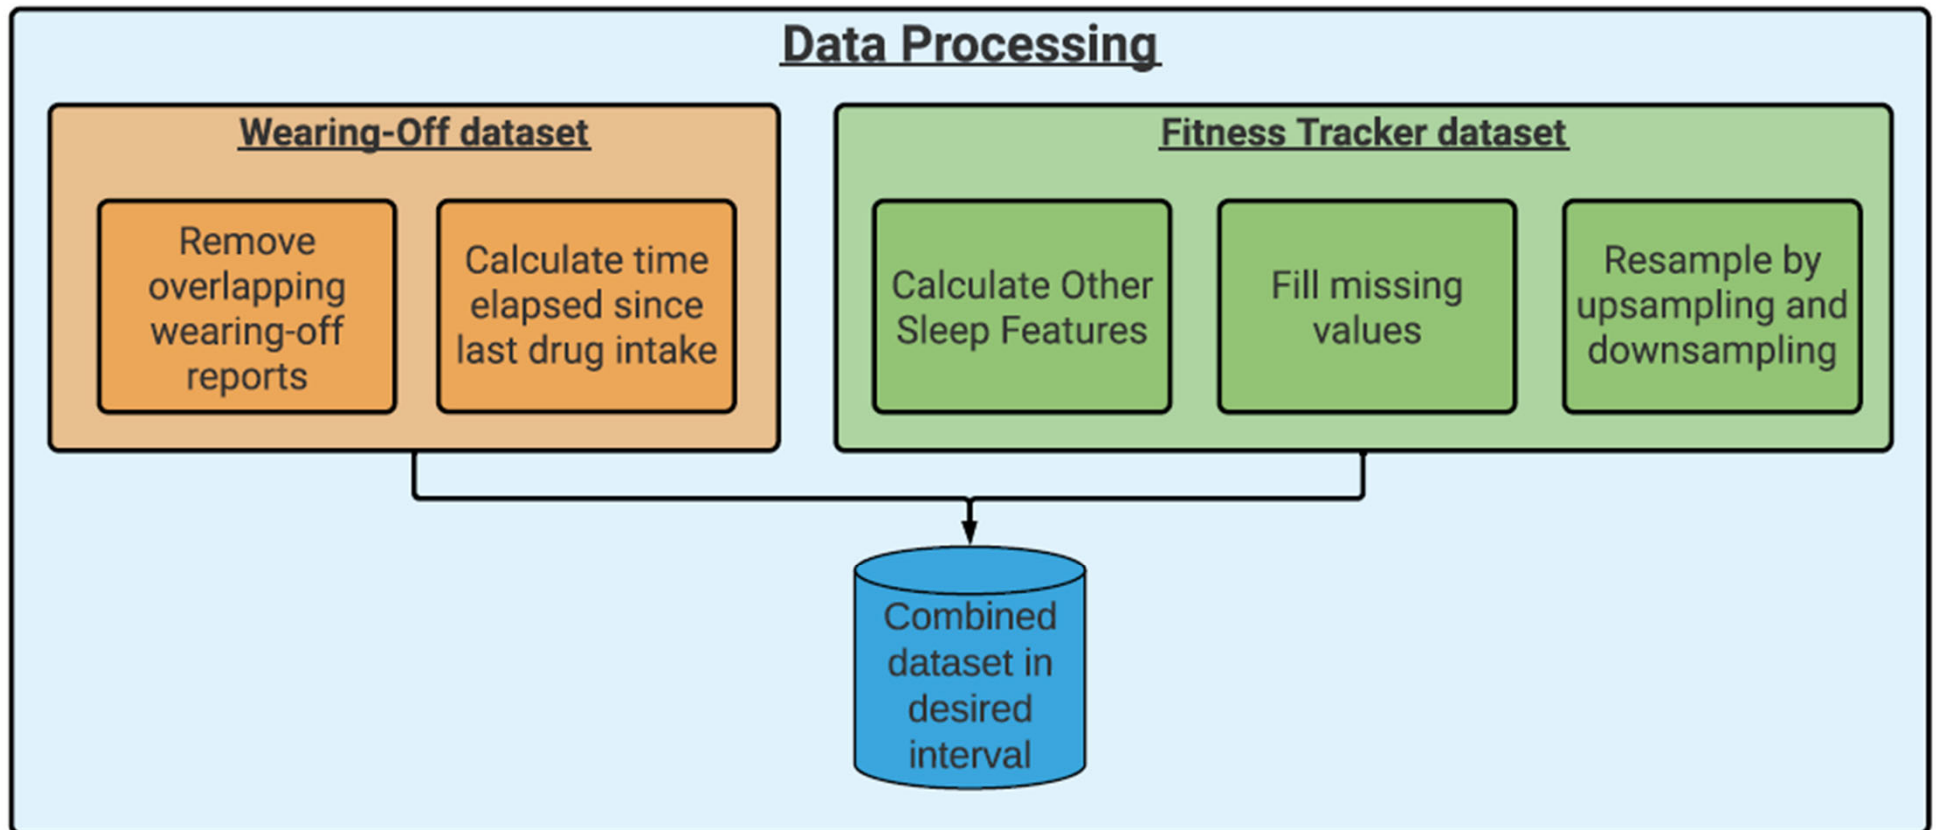 Data Processing
Wearing-Off dataset
Remove
overlapping
wearing-off
reports
Calculate time
elapsed since
last drug intake
Fitness Tracker dataset
Calculate Other
Sleep Features
Fill missing
values
Resample by
upsampling and
downsampling
Combined
dataset in
desired
interval